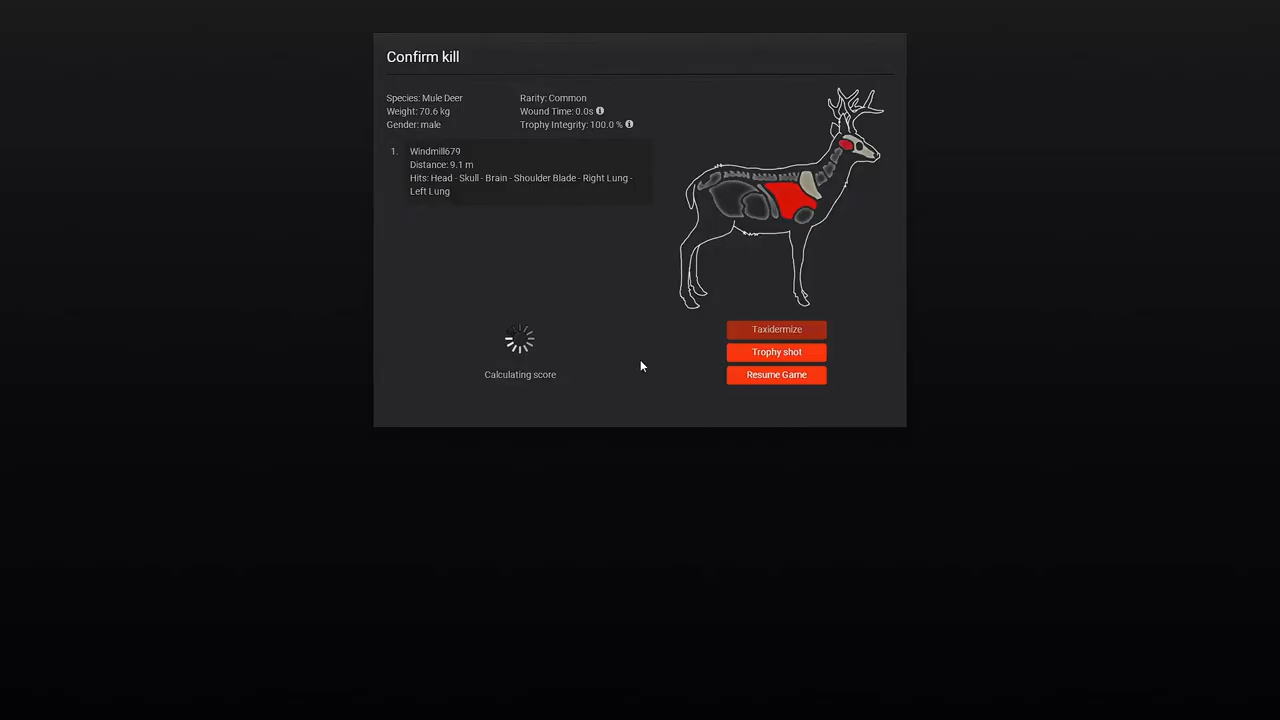 Confirm kill
Species: Mule Deer
Weight: 70.6 kg
Gender: male
Rarity: Common
Wound Time: 0.0s
Trophy Integrity: 100.0 %
1. Windmill679
Distance: 9.1 m
Hits: Head - Skull - Brain - Shoulder Blade - Right Lung -
Left Lung
Calculating score
Taxidermize
Trophy shot
Resume Game